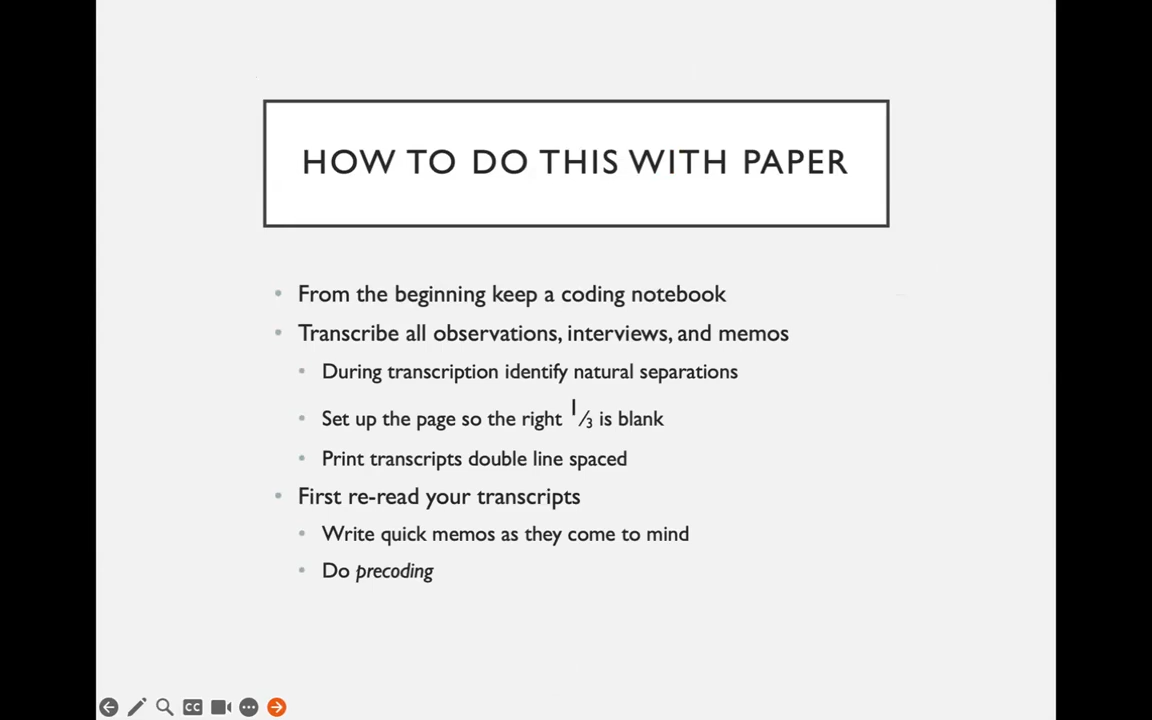 HOW TO DO THIS WITH PAPER
• From the beginning keep a coding notebook
• Transcribe all observations, interviews, and memos
• During transcription identify natural separations
• Set up the page so the right 1/3 is blank
• Print transcripts double line spaced
• First re-read your transcripts
• Write quick memos as they come to mind
• Do precoding
CC